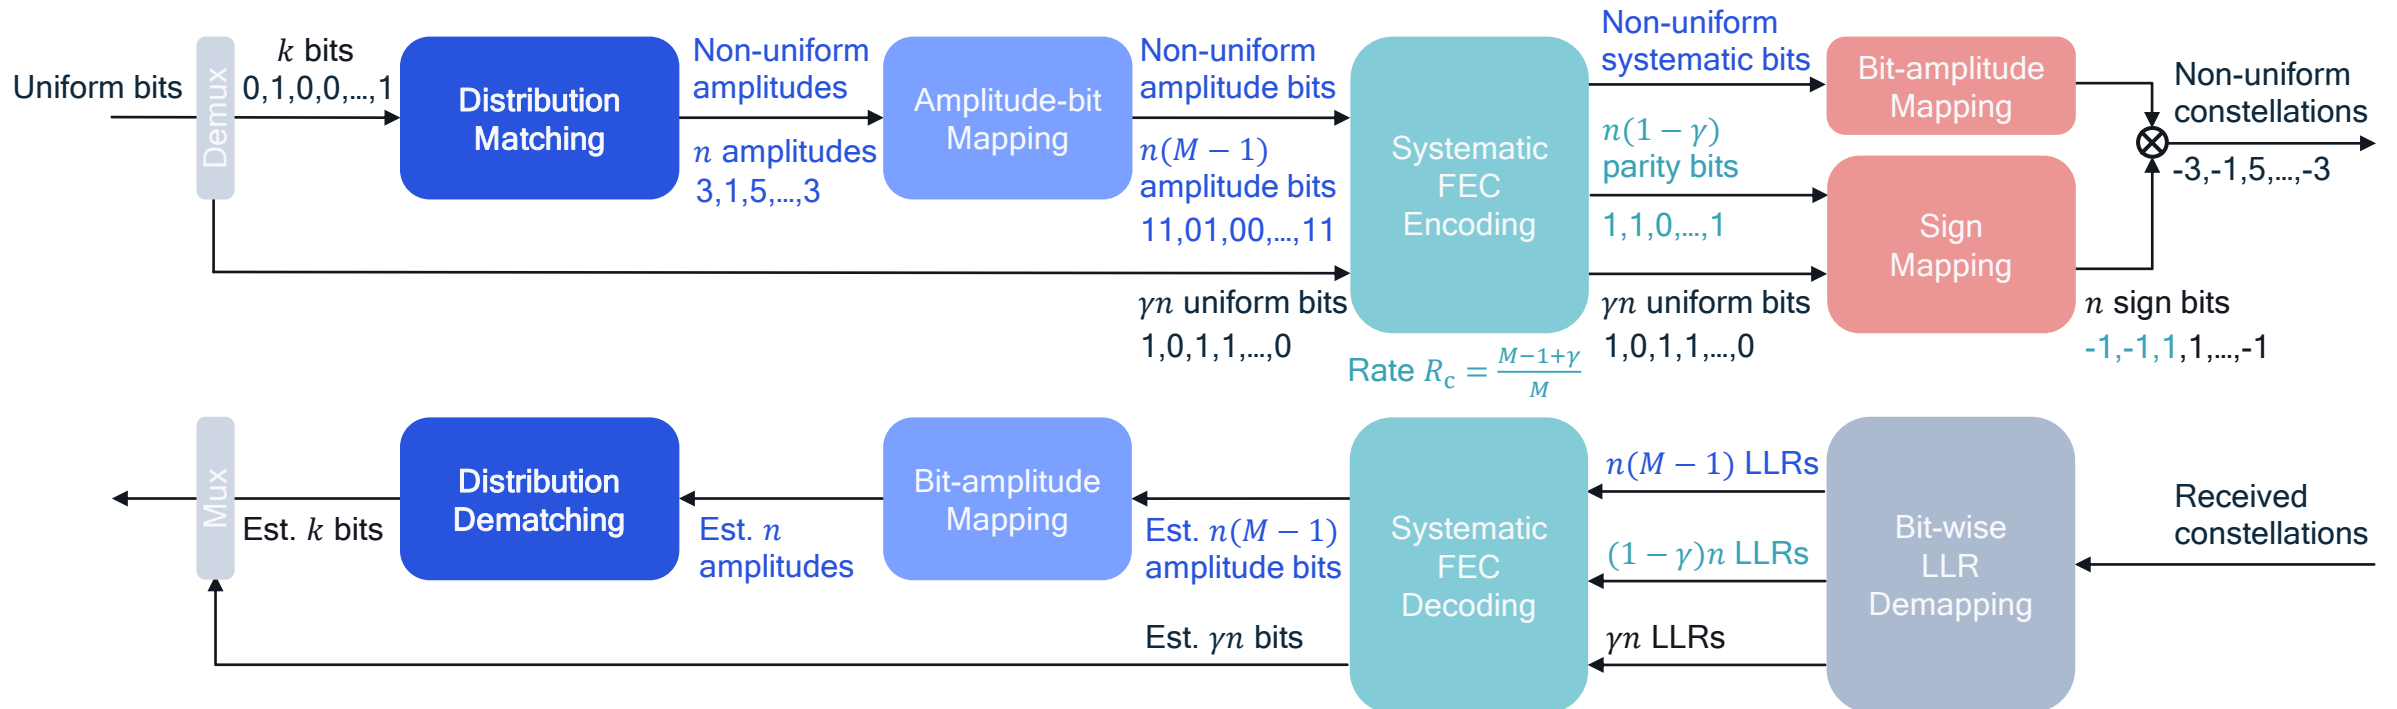 Uniform bits
Demux
k bits
0,1,0,0,...,1
Distribution
Matching
Non-uniform
amplitudes
n amplitudes
3,1,5,...,3
Amplitude-bit
Mapping
Non-uniform
amplitude bits
n(M − 1)
amplitude bits
11,01,00,...,11
γn uniform bits
1,0,1,1,...,0
Systematic
FEC
Encoding
Rate R_c = (M−1+γ)/M
Non-uniform
systematic bits
n(1 − γ)
parity bits
1,1,0,...,1
γn uniform bits
1,0,1,1,...,0
Bit-amplitude
Mapping
Sign
Mapping
n sign bits
-1,-1,1,1,...,-1
Non-uniform
constellations
-3,-1,5,...,-3
Mux
Est. k bits
Distribution
Dematching
Est. n
amplitudes
Bit-amplitude
Mapping
Est. n(M − 1)
amplitude bits
Est. γn bits
Systematic
FEC
Decoding
n(M − 1) LLRs
(1 − γ)n LLRs
γn LLRs
Bit-wise
LLR
Demapping
Received
constellations